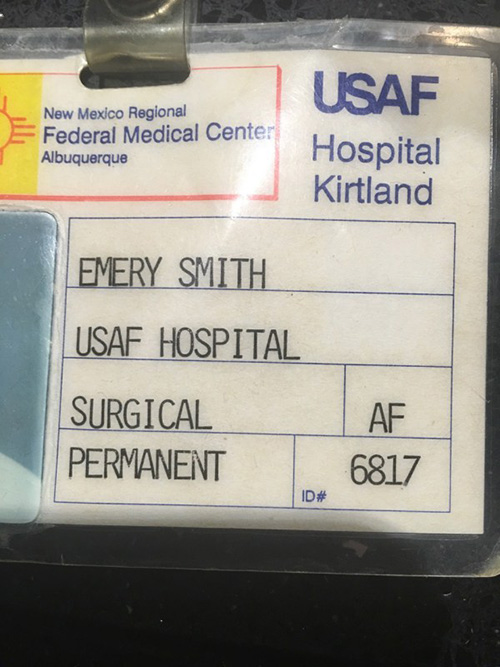 New Mexico Regional
Federal Medical Center
Albuquerque
USAF
Hospital
Kirtland
EMERY SMITH
USAF HOSPITAL
SURGICAL AF
PERMANENT ID# 6817